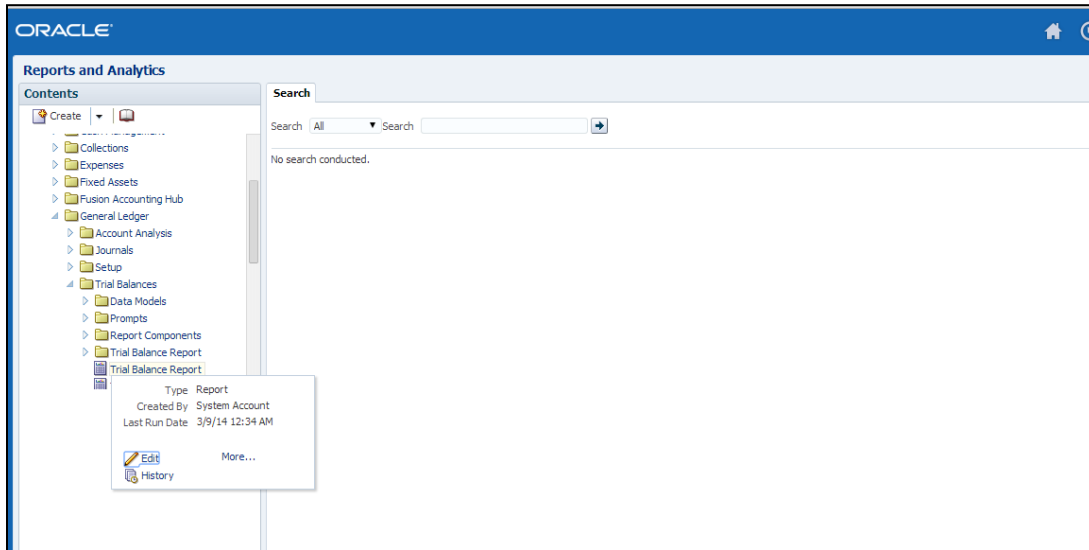 ORACLE
Reports and Analytics
Contents
Create
Collections
Expenses
Fixed Assets
Fusion Accounting Hub
General Ledger
Account Analysis
Journals
Setup
Trial Balances
Data Models
Prompts
Report Components
Trial Balance Report
Trial Balance Report
Type Report
Created By System Account
Last Run Date 3/9/14 12:34 AM
Edit More...
History
Search
Search All Search
No search conducted.